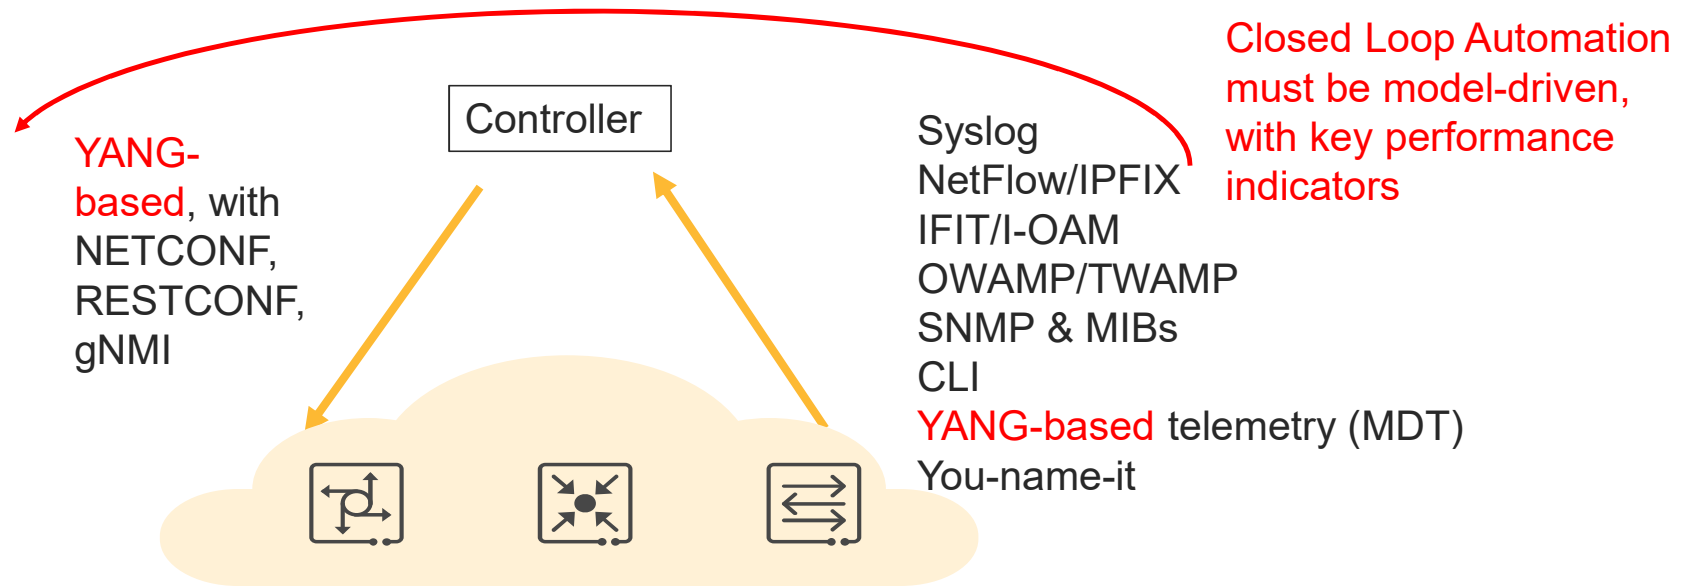 Closed Loop Automation
must be model-driven,
with key performance
indicators
Controller
YANG-
based, with
NETCONF,
RESTCONF,
gNMI
Syslog
NetFlow/IPFIX
IFIT/I-OAM
OWAMP/TWAMP
SNMP & MIBs
CLI
YANG-based telemetry (MDT)
You-name-it